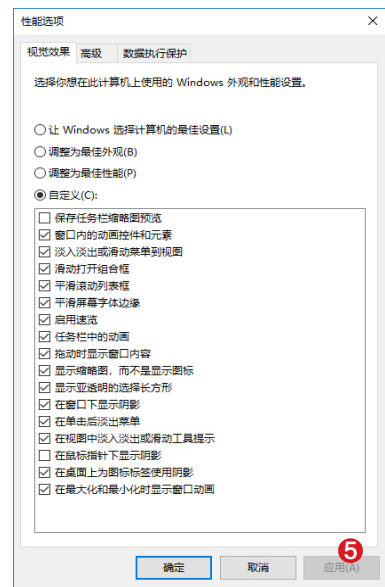 性能选项
视觉效果 高级 数据执行保护
选择你想在此计算机上使用的 Windows 外观和性能设置。
让 Windows 选择计算机的最佳设置(L)
调整为最佳外观(B)
调整为最佳性能(P)
自定义(C):
保存任务栏缩略图预览
窗口内的动画控件和元素
淡入淡出或滑动菜单到视图
滑动打开组合框
平滑滚动列表框
平滑屏幕字体边缘
启用速览
任务栏中的动画
拖动时显示窗口内容
显示缩略图，而不是显示图标
显示亚透明的选择长方形
在窗口下显示阴影
在单击后淡出菜单
在视图中淡入淡出或滑动工具提示
在鼠标指针下显示阴影
在桌面上为图标标签使用阴影
在最大化和最小化时显示窗口动画
5
确定 取消 应用(A)